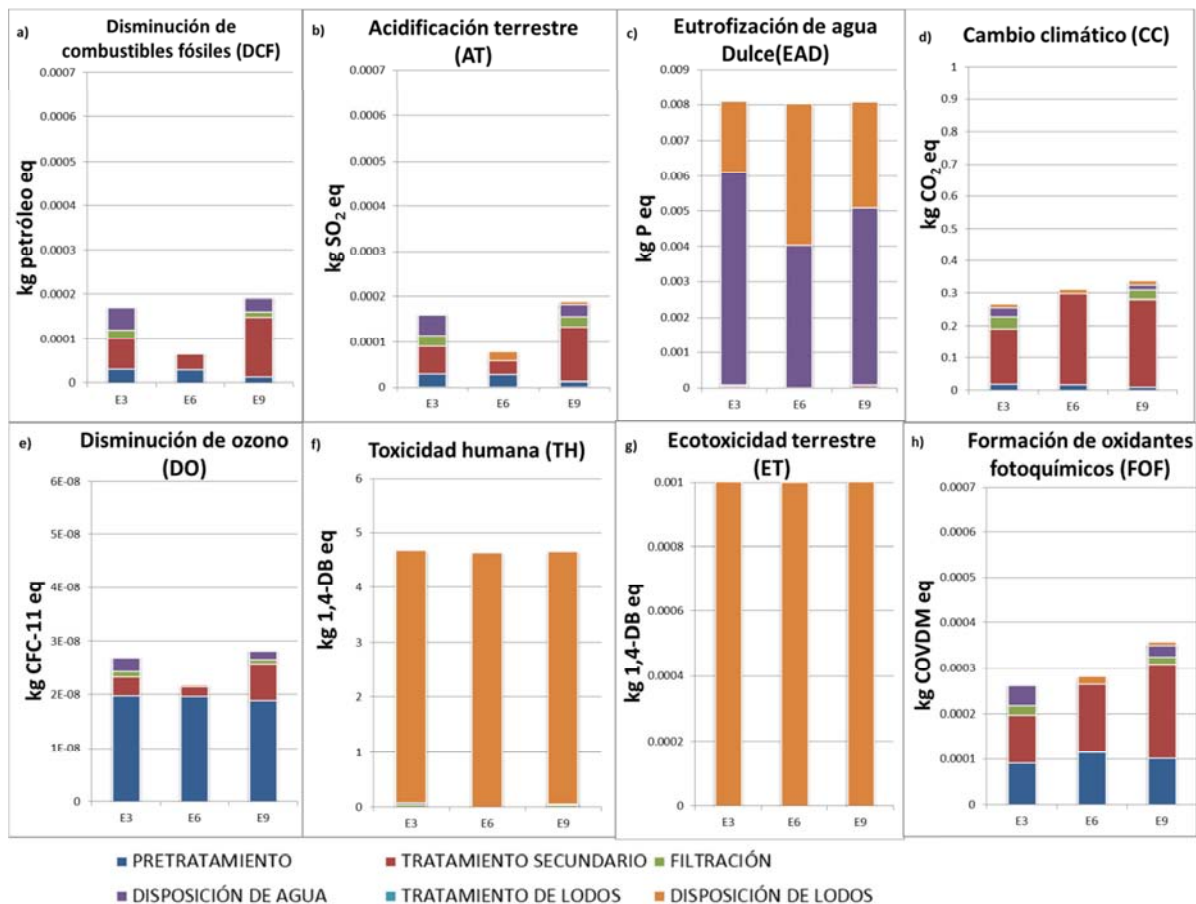 a) Disminución de
combustibles fósiles (DCF)
kg petróleo eq
0.0007
0.0006
0.0005
0.0004
0.0003
0.0002
0.0001
0
E3 E6 E9
b) Acidificación terrestre
(AT)
kg SO₂ eq
0.0007
0.0006
0.0005
0.0004
0.0003
0.0002
0.0001
0
E3 E6 E9
c) Eutrofización de agua
Dulce(EAD)
kg P eq
0.009
0.008
0.007
0.006
0.005
0.004
0.003
0.002
0.001
0
E3 E6 E9
d) Cambio climático (CC)
kg CO₂ eq
1
0.9
0.8
0.7
0.6
0.5
0.4
0.3
0.2
0.1
0
E3 E6 E9
e) Disminución de ozono
(DO)
kg CFC-11 eq
6E-08
5E-08
4E-08
3E-08
2E-08
1E-08
0
E3 E6 E9
f) Toxicidad humana (TH)
kg 1,4-DB eq
6
5
4
3
2
1
0
E3 E6 E9
g) Ecotoxicidad terrestre
(ET)
kg 1,4-DB eq
0.001
0.0008
0.0006
0.0004
0.0002
0
E3 E6 E9
h) Formación de oxidantes
fotoquímicos (FOF)
kg COVDM eq
0.0007
0.0006
0.0005
0.0004
0.0003
0.0002
0.0001
0
E3 E6 E9
PRETRATAMIENTO TRATAMIENTO SECUNDARIO FILTRACIÓN
DISPOSICIÓN DE AGUA TRATAMIENTO DE LODOS DISPOSICIÓN DE LODOS